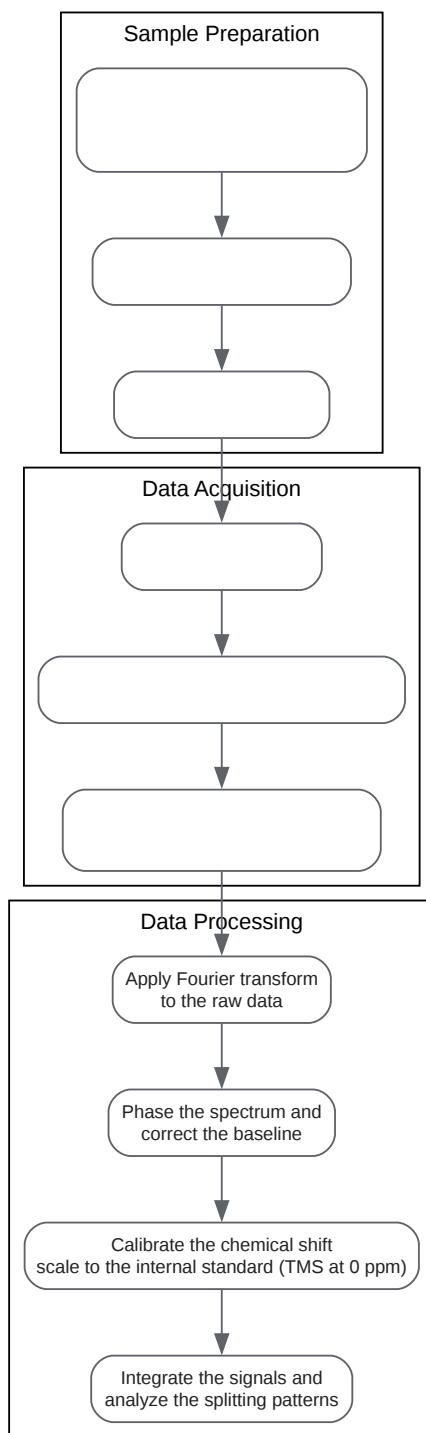 Sample Preparation
Data Acquisition
Data Processing
Apply Fourier transform
to the raw data
Phase the spectrum and
correct the baseline
Calibrate the chemical shift
scale to the internal standard (TMS at 0 ppm)
Integrate the signals and
analyze the splitting patterns